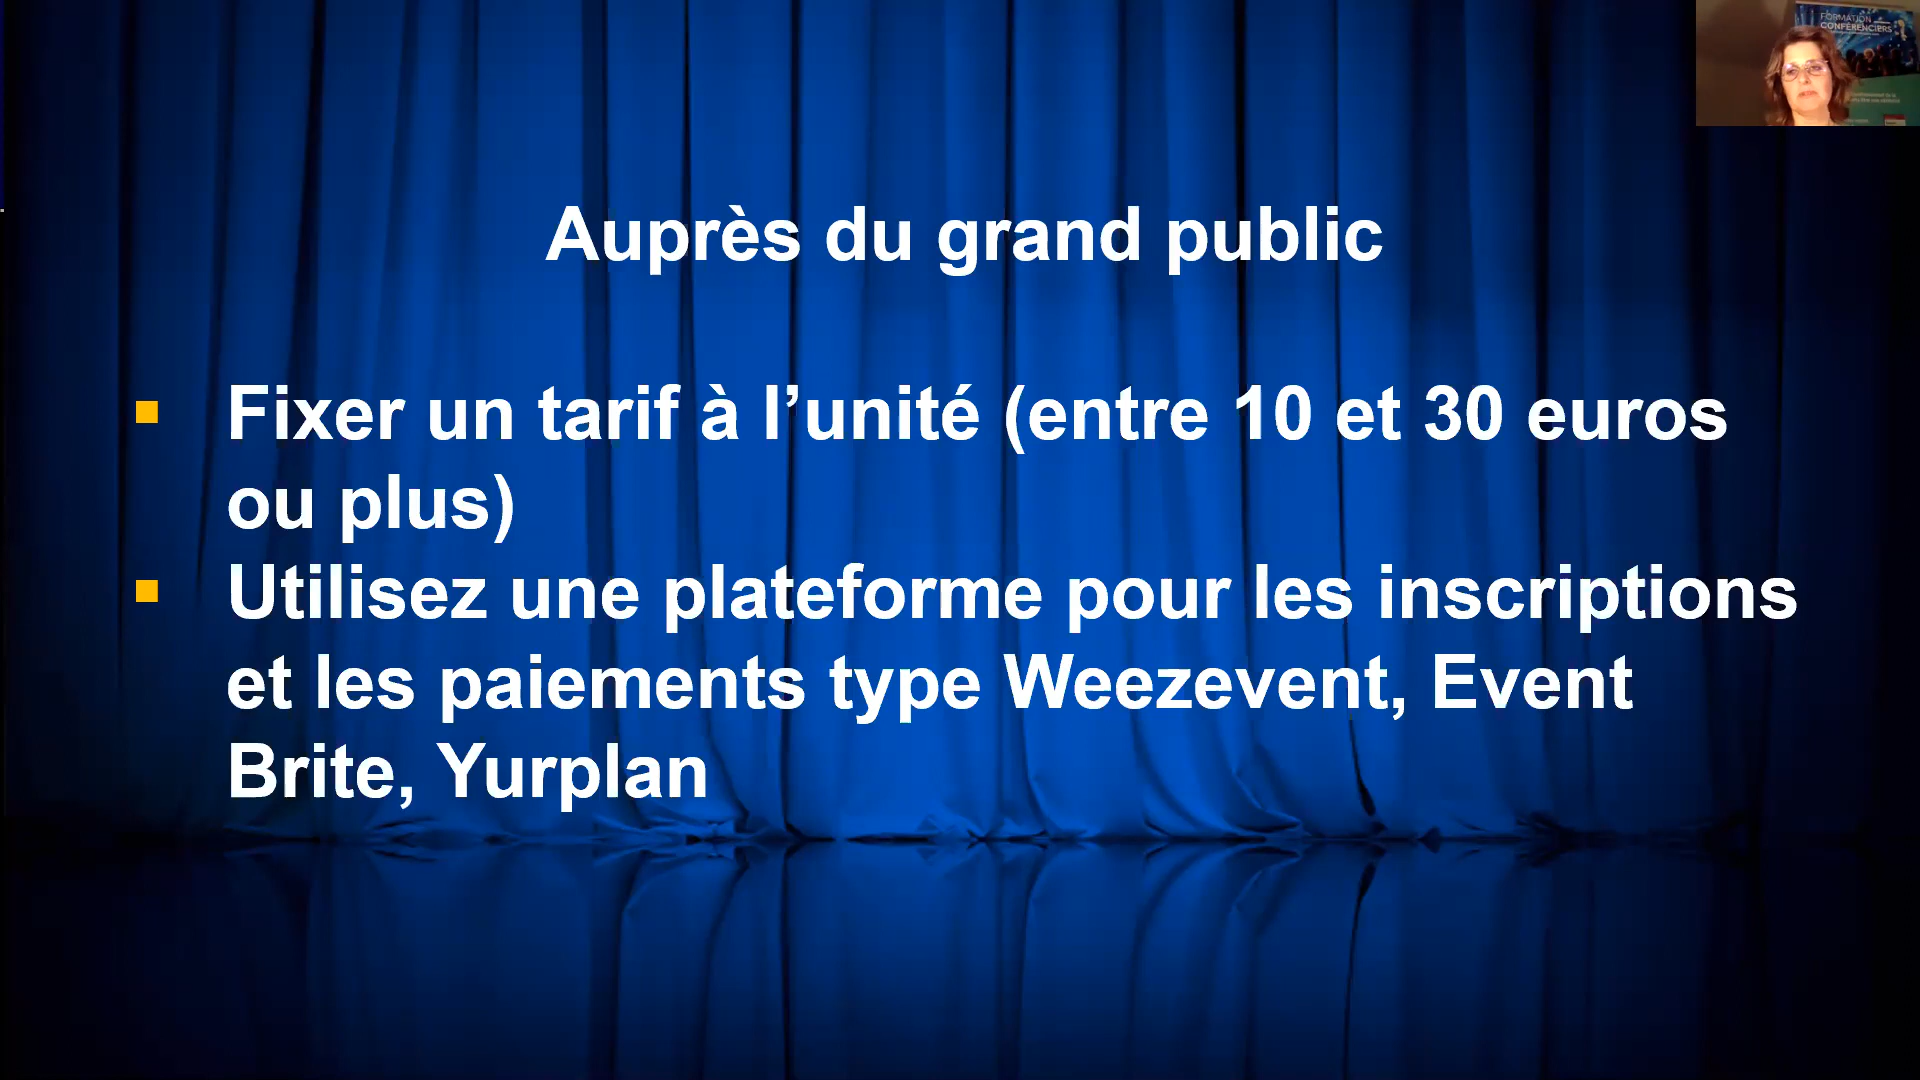 FORMATION
CONFÉRENCIERS
Auprès du grand public
▪ Fixer un tarif à l’unité (entre 10 et 30 euros
ou plus)
▪ Utilisez une plateforme pour les inscriptions
et les paiements type Weezevent, Event
Brite, Yurplan